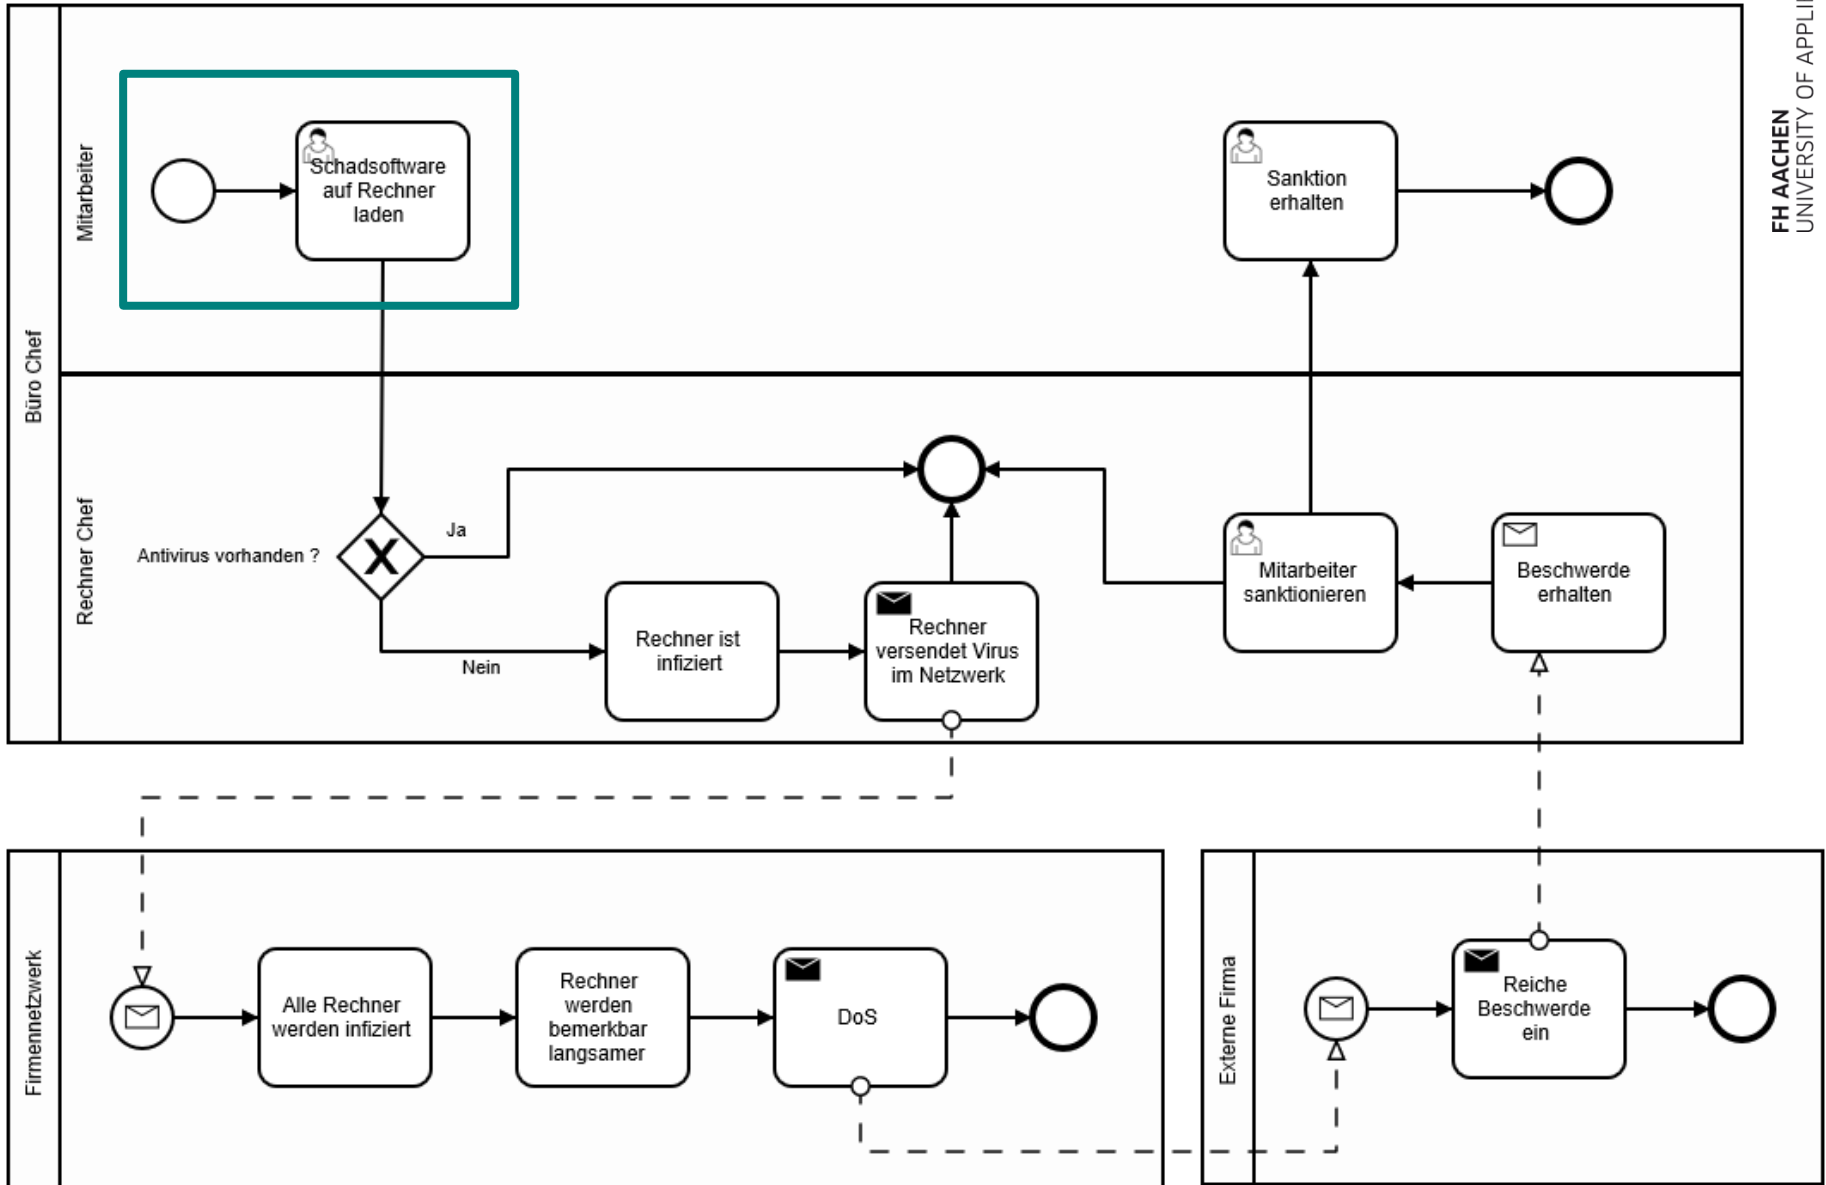 FH AACHEN
Büro Chef
Mitarbeiter
Schadsoftware
auf Rechner
laden
Sanktion
erhalten
Rechner Chef
Antivirus vorhanden ?
Ja
Nein
Rechner ist
infiziert
Rechner
versendet Virus
im Netzwerk
Mitarbeiter
sanktionieren
Beschwerde
erhalten
Firmennetzwerk
Alle Rechner
werden infiziert
Rechner
werden
bemerkbar
langsamer
DoS
Externe Firma
Reiche
Beschwerde
ein
UNIVERSITY OF